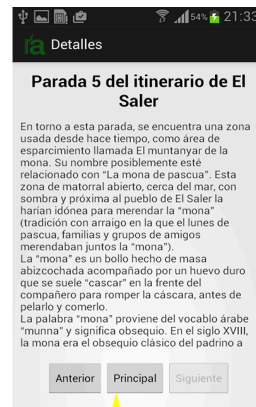 54% 21:33
ra Detalles
Parada 5 del itinerario de El
Saler
En torno a esta parada, se encuentra una zona
usada desde hace tiempo, como área de
esparcimiento llamada El muntanyar de la
mona. Su nombre posiblemente esté
relacionado con “La mona de pascua”. Esta
zona de matorral abierto, cerca del mar, con
sombra y próxima al pueblo de El Saler la
harían idónea para merendar la “mona”
(tradición con arraigo en la que el lunes de
pascua, familias y grupos de amigos
merendaban juntos la “mona”).
La “mona” es un bollo hecho de masa
abizcochada acompañado por un huevo duro
que se suele “cascar” en la frente del
compañero para romper la cáscara, antes de
pelarlo y comerlo.
La palabra “mona” proviene del vocablo árabe
“munna” y significa obsequio. En el siglo XVIII,
la mona era el obsequio clásico del padrino a
Anterior Principal Siguiente